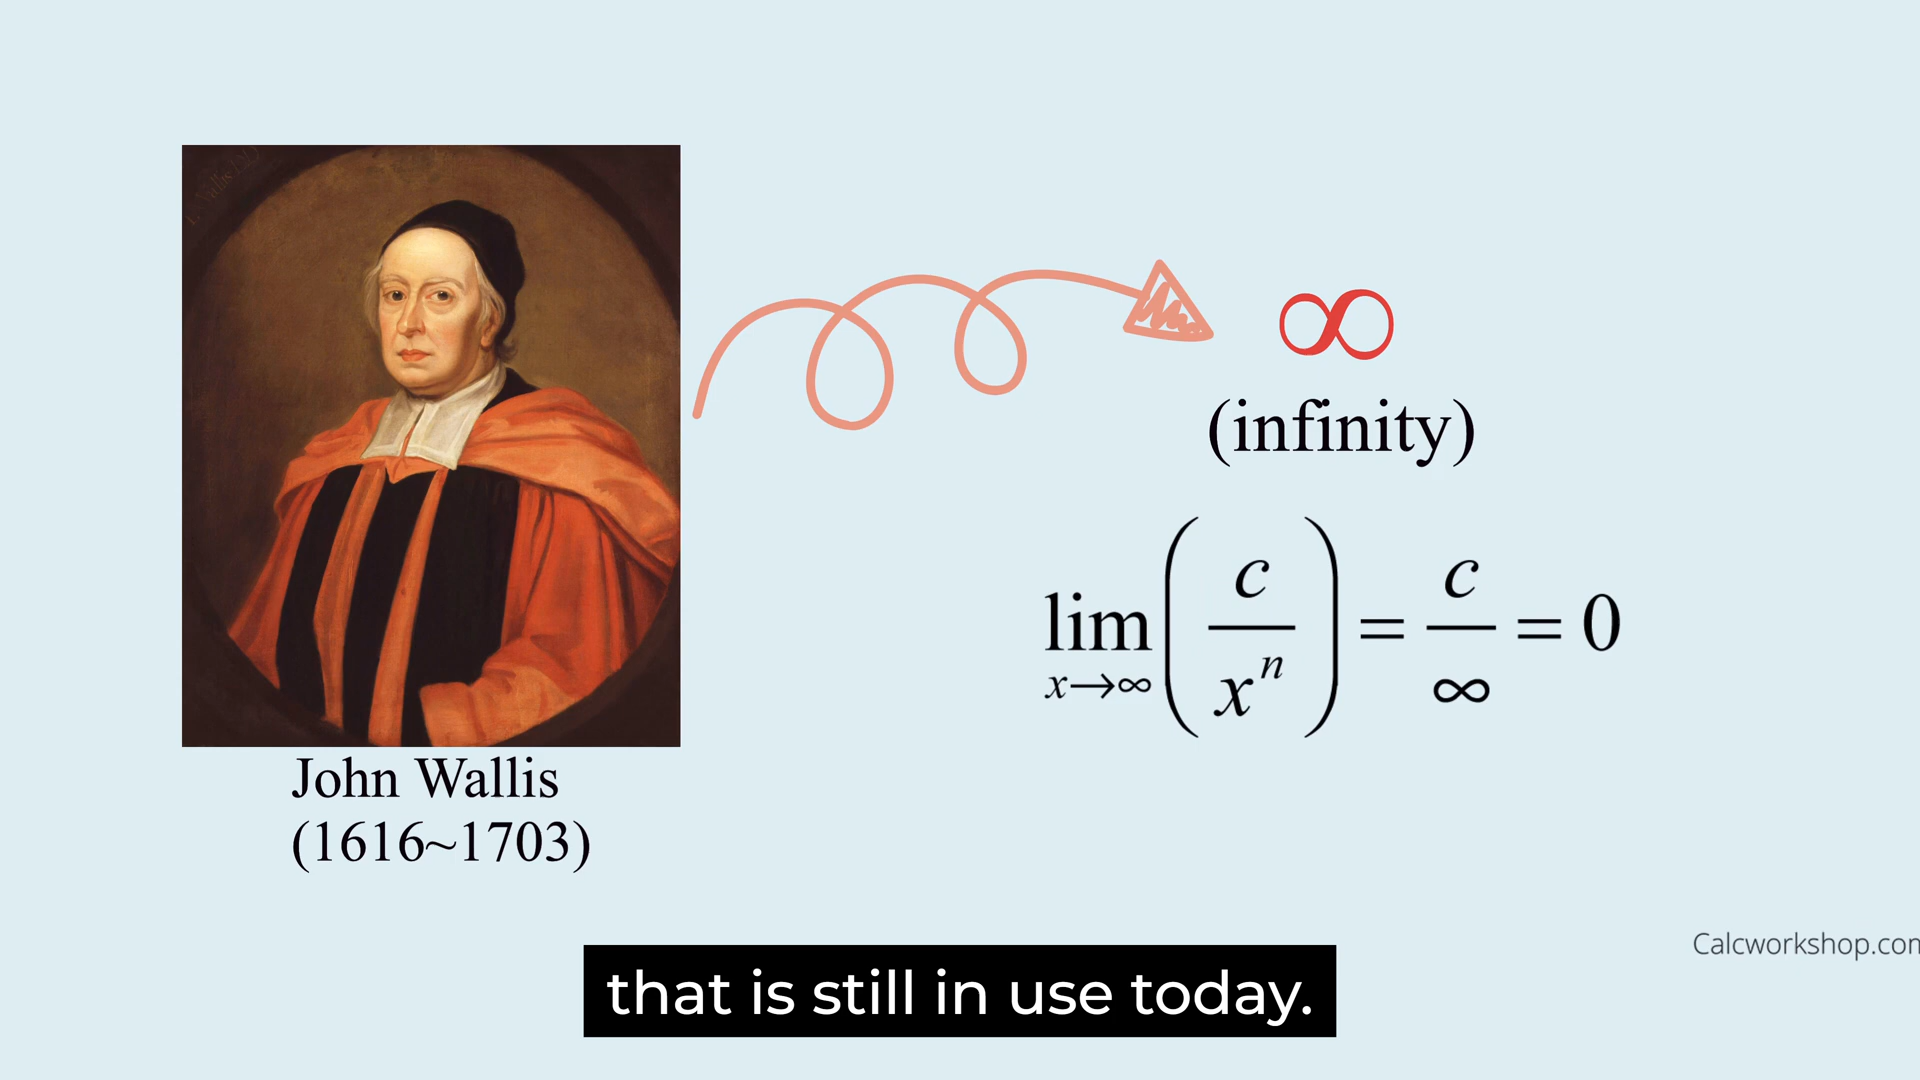 John Wallis
(1616~1703)
∞
(infinity)
lim x→∞ (c / x^n) = c / ∞ = 0
Calcworkshop.com
that is still in use today.